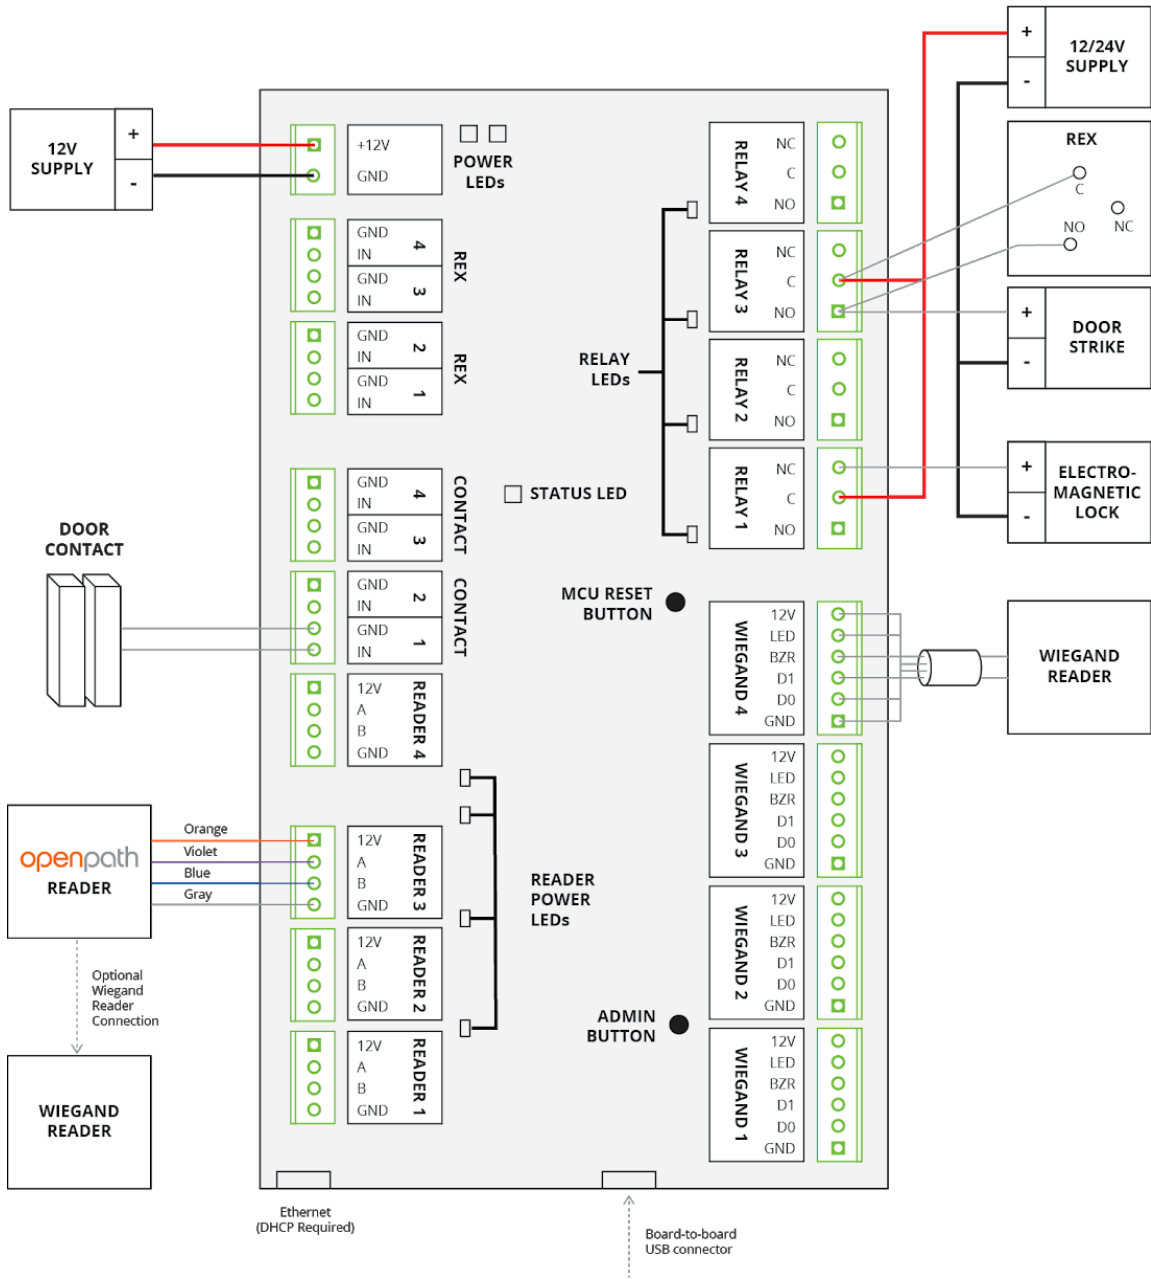 12V
SUPPLY
+
-
+12V
GND
POWER
LEDs
GND
IN
4
GND
IN
3
REX
GND
IN
2
GND
IN
1
REX
GND
IN
4
GND
IN
3
CONTACT
GND
IN
2
GND
IN
1
CONTACT
DOOR
CONTACT
12V
A
B
GND
READER 4
openpath
READER
Orange
Violet
Blue
Gray
12V
A
B
GND
READER 3
12V
A
B
GND
READER 2
12V
A
B
GND
READER 1
Optional
Wiegand
Reader
Connection
WIEGAND
READER
Ethernet
(DHCP Required)
RELAY
LEDs
STATUS LED
MCU RESET
BUTTON
READER
POWER
LEDs
ADMIN
BUTTON
Board-to-board
USB connector
RELAY 4
NC
C
NO
RELAY 3
NC
C
NO
RELAY 2
NC
C
NO
RELAY 1
NC
C
NO
WIEGAND 4
12V
LED
BZR
D1
D0
GND
WIEGAND 3
12V
LED
BZR
D1
D0
GND
WIEGAND 2
12V
LED
BZR
D1
D0
GND
WIEGAND 1
12V
LED
BZR
D1
D0
GND
+
-
12/24V
SUPPLY
REX
C
NO
NC
+
-
DOOR
STRIKE
+
-
ELECTRO-
MAGNETIC
LOCK
WIEGAND
READER